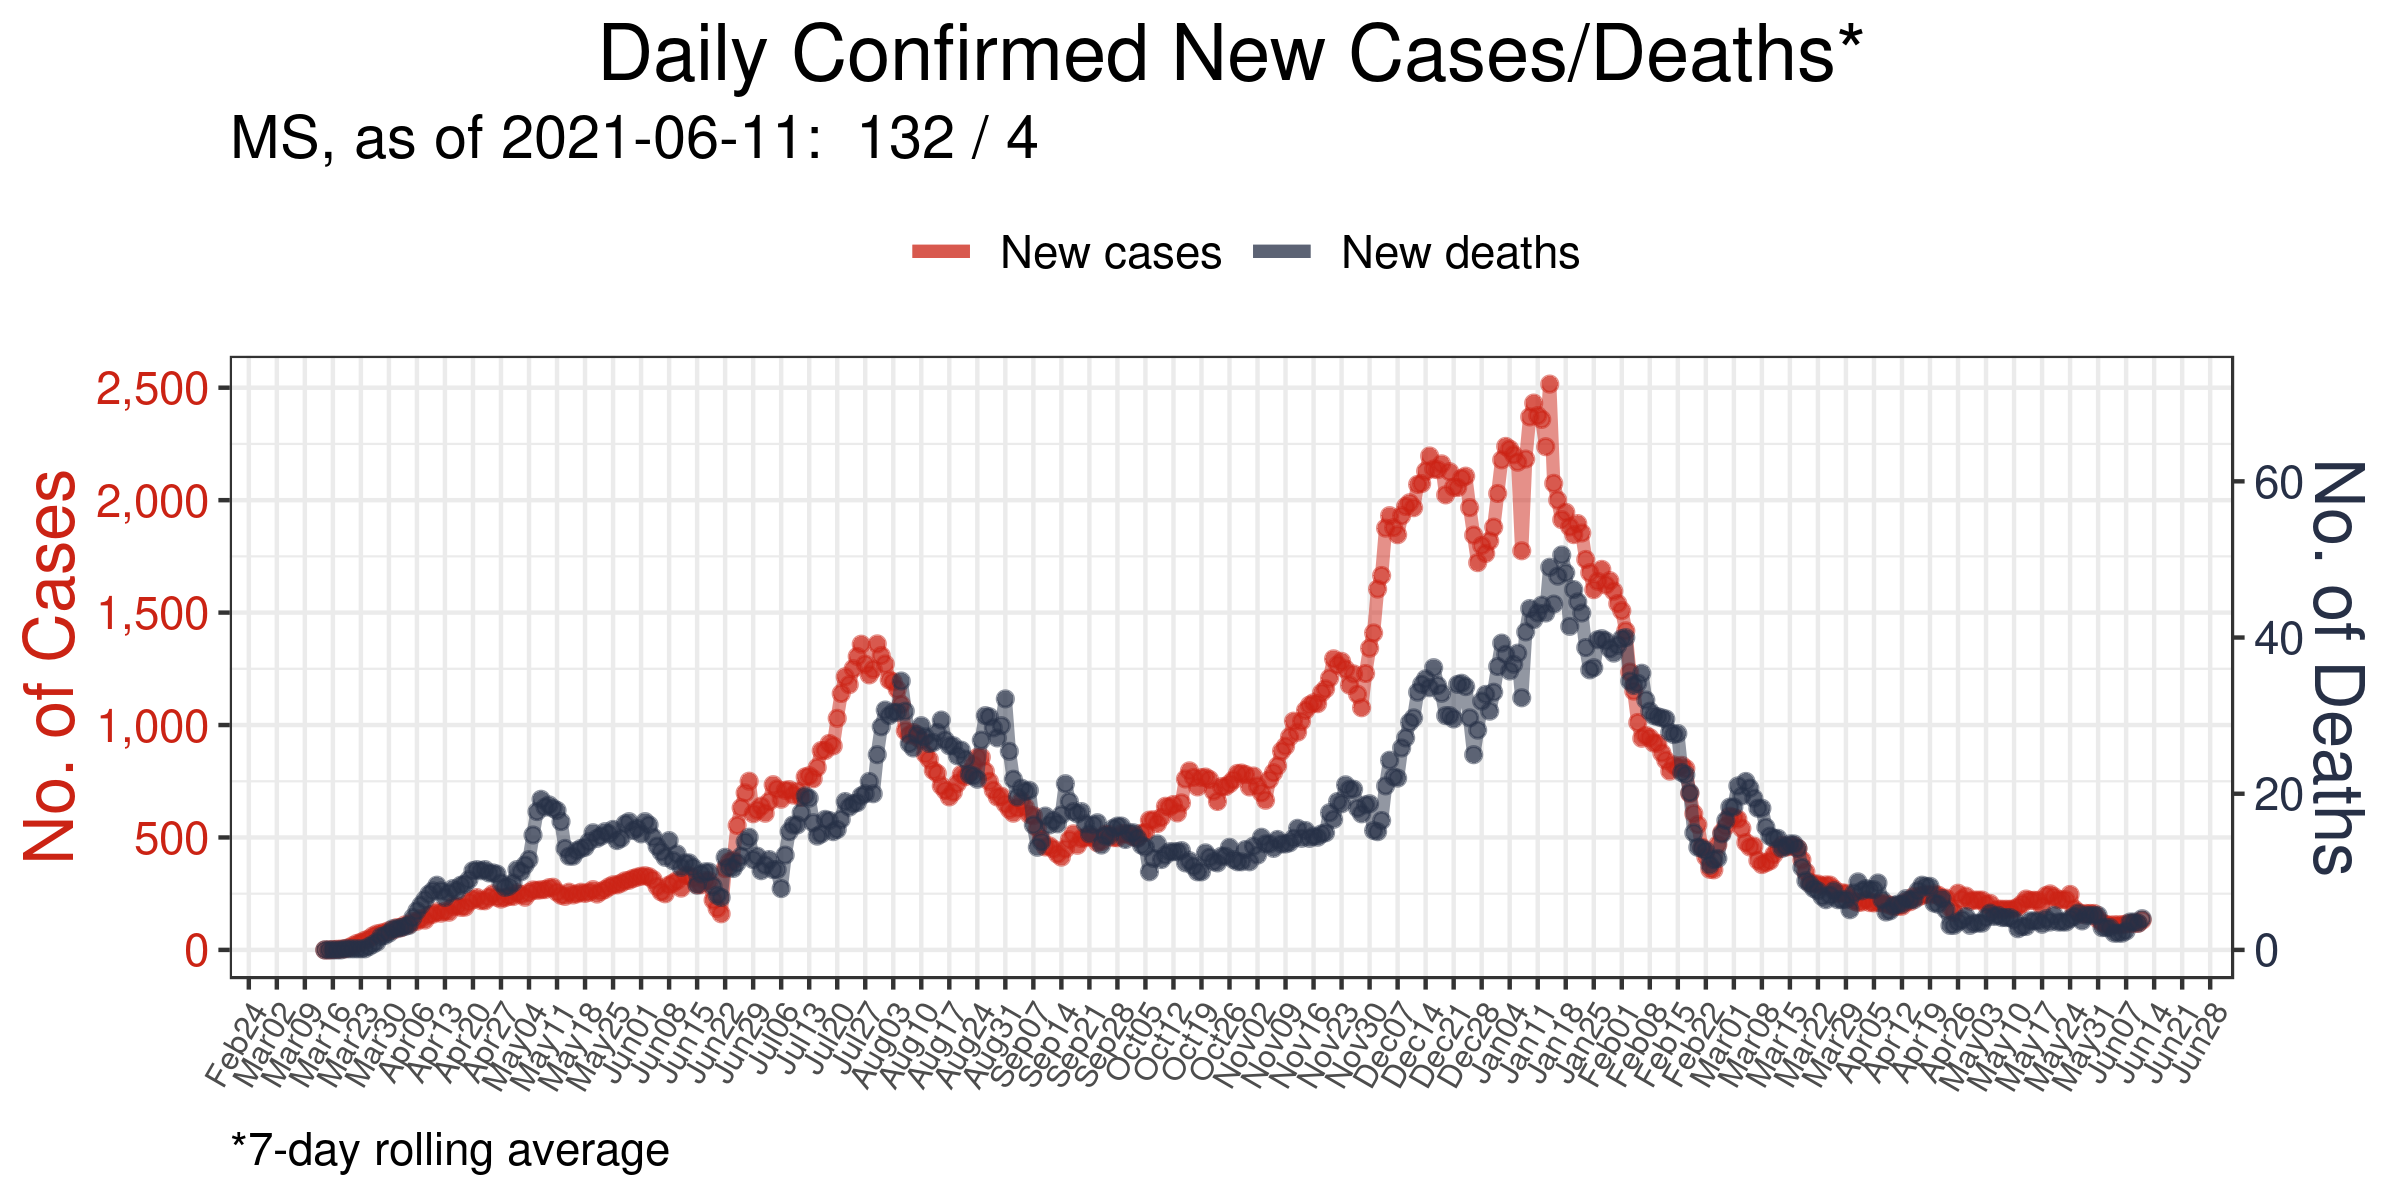 Daily Confirmed New Cases/Deaths*
MS, as of 2021-06-11:  132 / 4
New cases
New deaths
No. of Cases
2,500
2,000
1,500
1,000
500
0
60
40
20
0
No. of Deaths
Feb24
Mar02
Mar09
Mar16
Mar23
Mar30
Apr06
Apr13
Apr20
Apr27
May04
May11
May18
May25
Jun01
Jun08
Jun15
Jun22
Jun29
Jul06
Jul13
Jul20
Jul27
Aug03
Aug10
Aug17
Aug24
Aug31
Sep07
Sep14
Sep21
Sep28
Oct05
Oct12
Oct19
Oct26
Nov02
Nov09
Nov16
Nov23
Nov30
Dec07
Dec14
Dec21
Dec28
Jan04
Jan11
Jan18
Jan25
Feb01
Feb08
Feb15
Feb22
Mar01
Mar08
Mar15
Mar22
Mar29
Apr05
Apr12
Apr19
Apr26
May03
May10
May17
May24
May31
Jun07
Jun14
Jun21
Jun28
*7-day rolling average